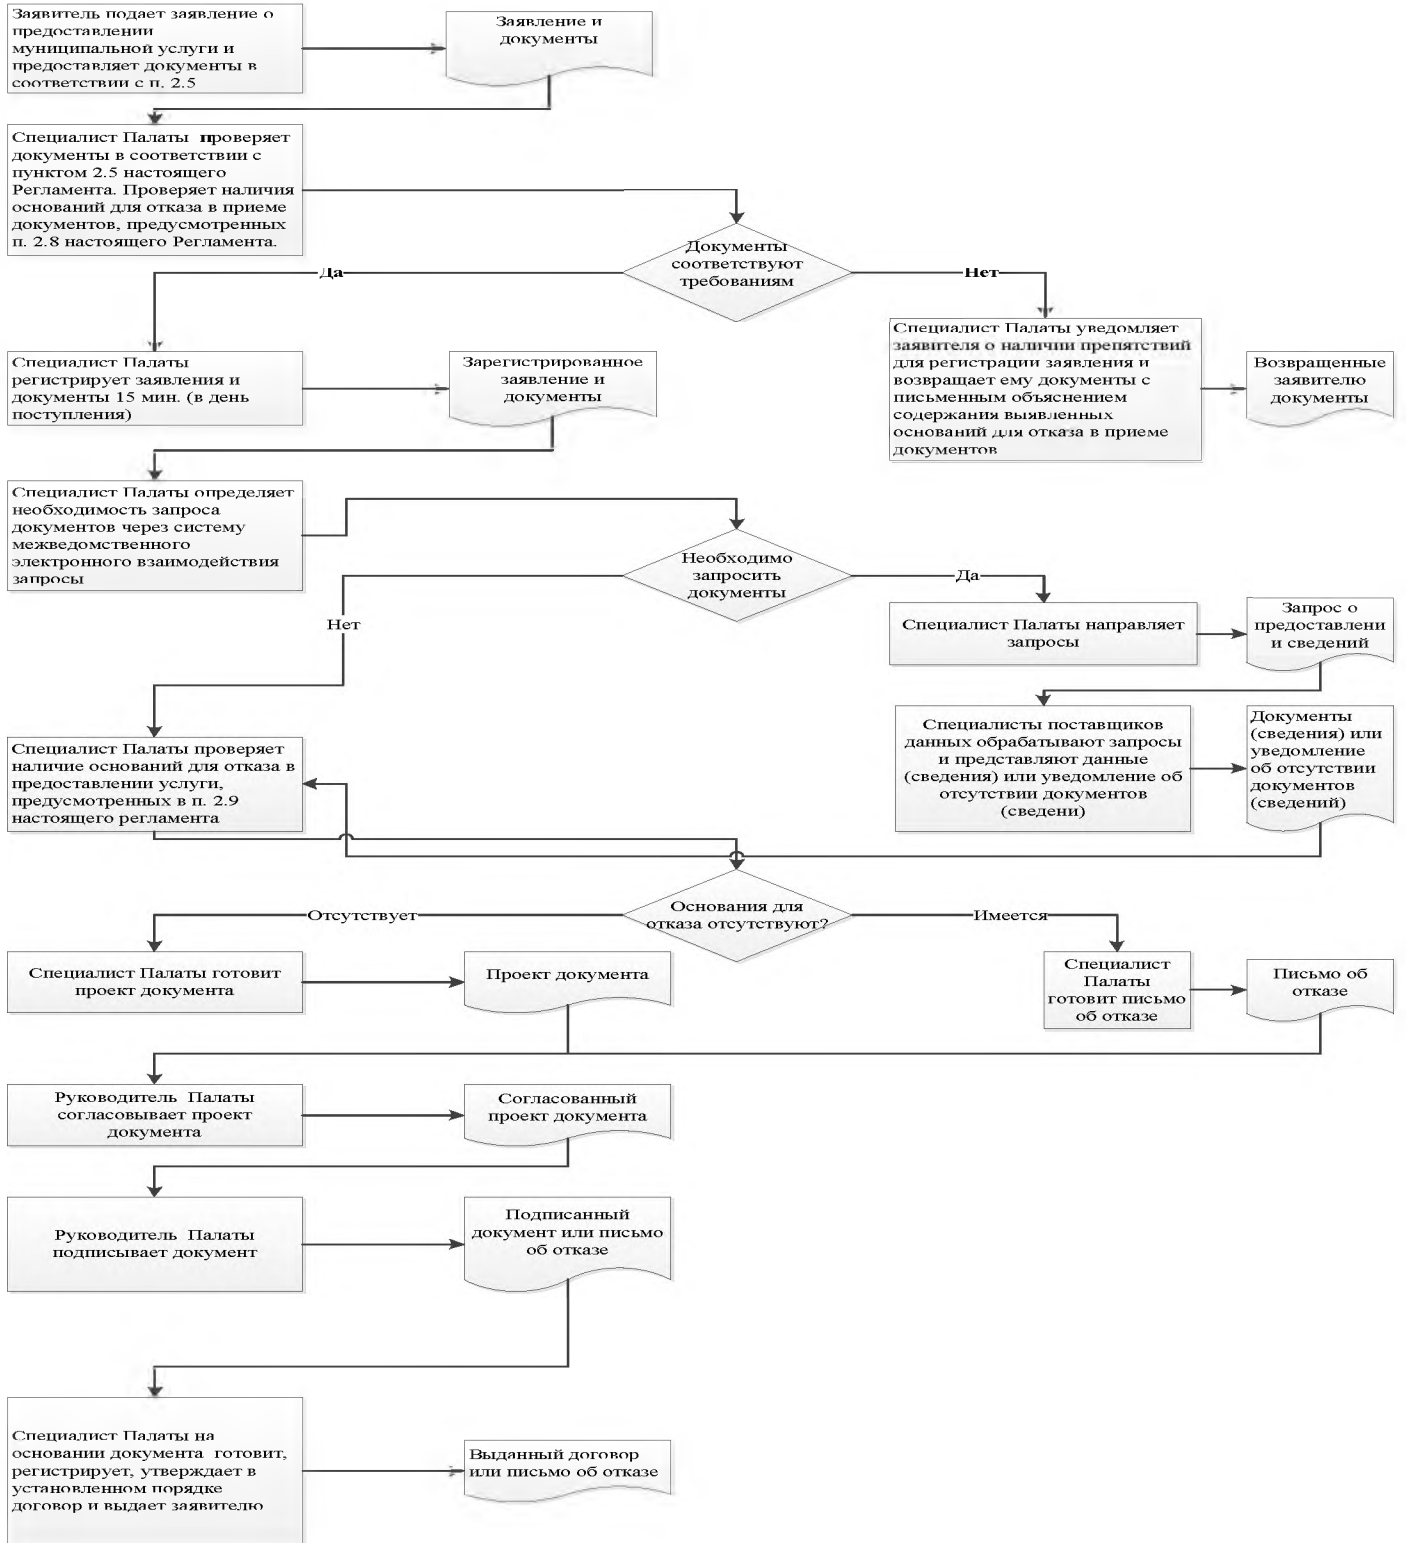 Заявитель подает заявление о
предоставлении
муниципальной услуги и
предоставляет документы в
соответствии с п. 2.5
Заявление и
документы
Специалист Палаты проверяет
документы в соответствии с
пунктом 2.5 настоящего
Регламента. Проверяет наличия
оснований для отказа в приеме
документов, предусмотренных
п. 2.8 настоящего Регламента.
Документы
соответствуют
требованиям
Да
Нет
Специалист Палаты
регистрирует заявления и
документы 15 мин. (в день
поступления)
Зарегистрированное
заявление и
документы
Специалист Палаты уведомляет
заявителя о наличии препятствий
для регистрации заявления и
возвращает ему документы с
письменным объяснением
содержания выявленных
оснований для отказа в приеме
документов
Возвращенные
заявителю
документы
Специалист Палаты определяет
необходимость запроса
документов через систему
межведомственного
электронного взаимодействия
запросы
Необходимо
запросить
документы
Да
Нет
Специалист Палаты направляет
запросы
Запрос о
предоставлени
и сведений
Специалисты поставщиков
данных обрабатывают запросы
и представляют данные
(сведения) или уведомление об
отсутствии документов
(сведени)
Документы
(сведения) или
уведомление
об отсутствии
документов
(сведений)
Специалист Палаты проверяет
наличие оснований для отказа в
предоставлении услуги,
предусмотренных в п. 2.9
настоящего регламента
Основания для
отказа отсутствуют?
Отсутствует
Имеется
Специалист Палаты готовит
проект документа
Проект документа
Специалист
Палаты
готовит письмо
об отказе
Письмо об
отказе
Руководитель Палаты
согласовывает проект
документа
Согласованный
проект документа
Руководитель Палаты
подписывает документ
Подписанный
документ или письмо
об отказе
Специалист Палаты на
основании документа готовит,
регистрирует, утверждает в
установленном порядке
договор и выдает заявителю
Выданный договор
или письмо об отказе